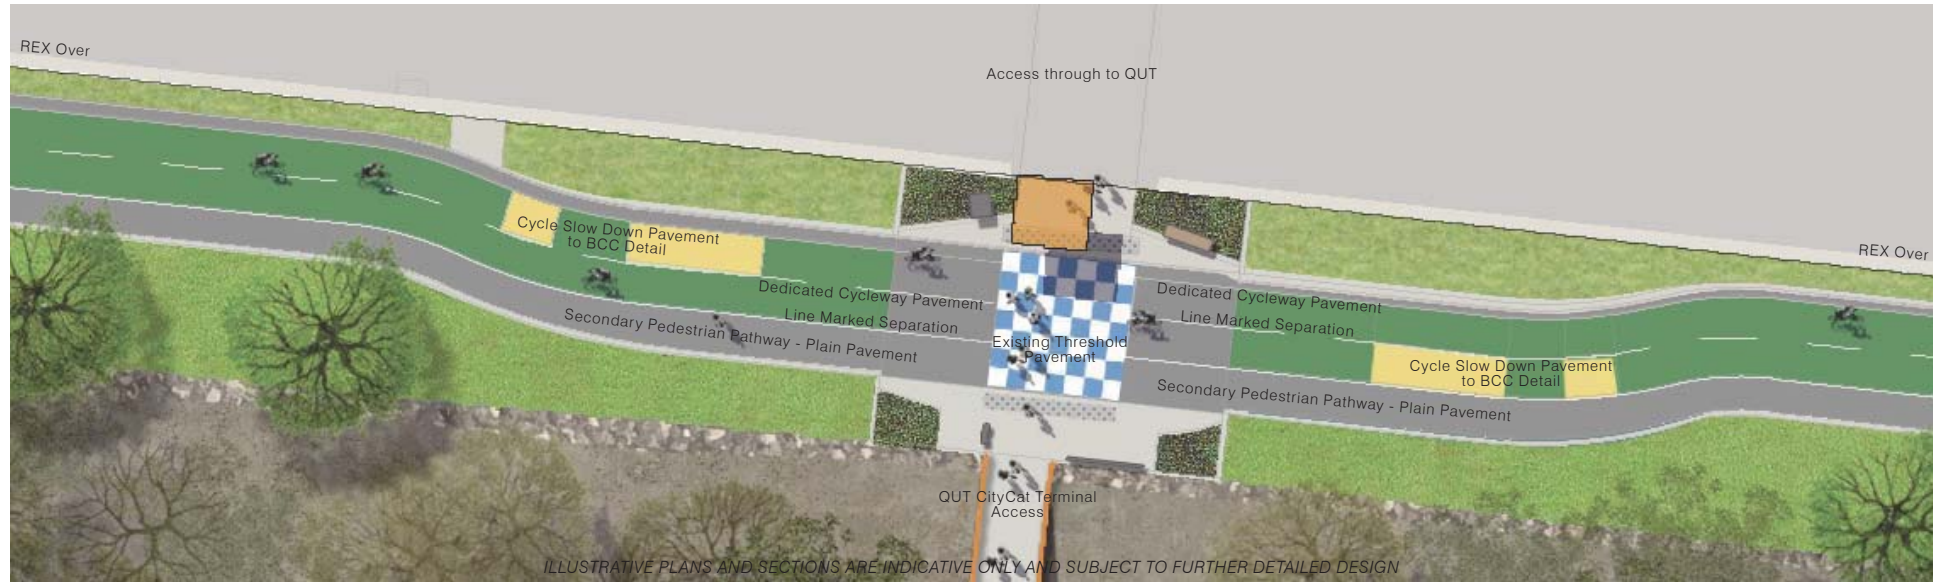 REX Over
Access through to QUT
REX Over
Cycle Slow Down Pavement
to BCC Detail
Dedicated Cycleway Pavement
Line Marked Separation
Secondary Pedestrian Pathway - Plain Pavement
Existing Threshold
Pavement
Dedicated Cycleway Pavement
Line Marked Separation
Cycle Slow Down Pavement
to BCC Detail
Secondary Pedestrian Pathway - Plain Pavement
QUT CityCat Terminal
Access
ILLUSTRATIVE PLANS AND SECTIONS ARE INDICATIVE ONLY AND SUBJECT TO FURTHER DETAILED DESIGN